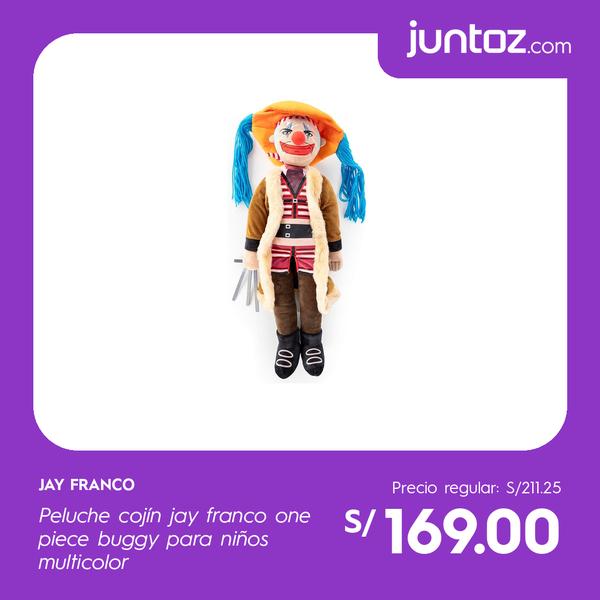 juntoz.com
JAY FRANCO
Peluche cojín jay franco one
piece buggy para niños
multicolor
Precio regular: S/211.25
S/169.00